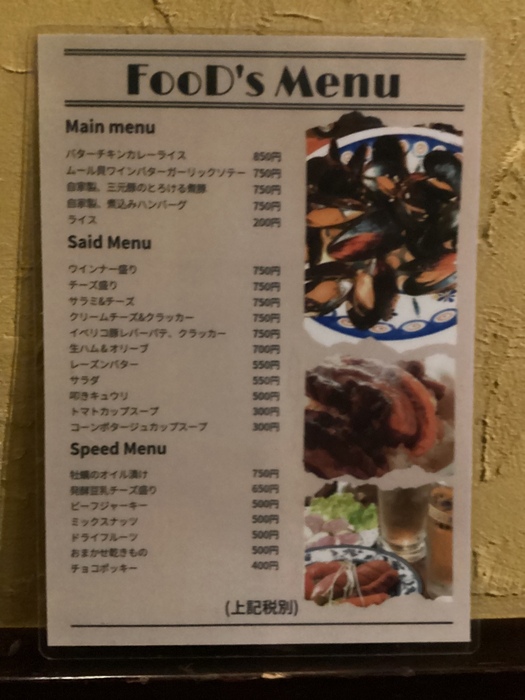 FooD's Menu
Main menu
バターチキンカレーライス 850円
ムール貝ワインバターガーリックソテー 750円
自家製。三元豚のとろける煮豚 750円
自家製。煮込みハンバーグ 750円
ライス 200円
Said Menu
ウインナー盛り 750円
チーズ盛り 750円
サラミ&チーズ 750円
クリームチーズ&クラッカー 750円
イベリコ豚レバーパテ、クラッカー 750円
生ハム&オリーブ 700円
レーズンバター 550円
サラダ 550円
叩きキュウリ 500円
トマトカップスープ 300円
コーンポタージュカップスープ 300円
Speed Menu
牡蠣のオイル漬け 750円
発酵豆乳チーズ盛り 650円
ビーフジャーキー 500円
ミックスナッツ 500円
ドライフルーツ 500円
おまかせ乾きもの 500円
チョコポッキー 400円
(上記税別)